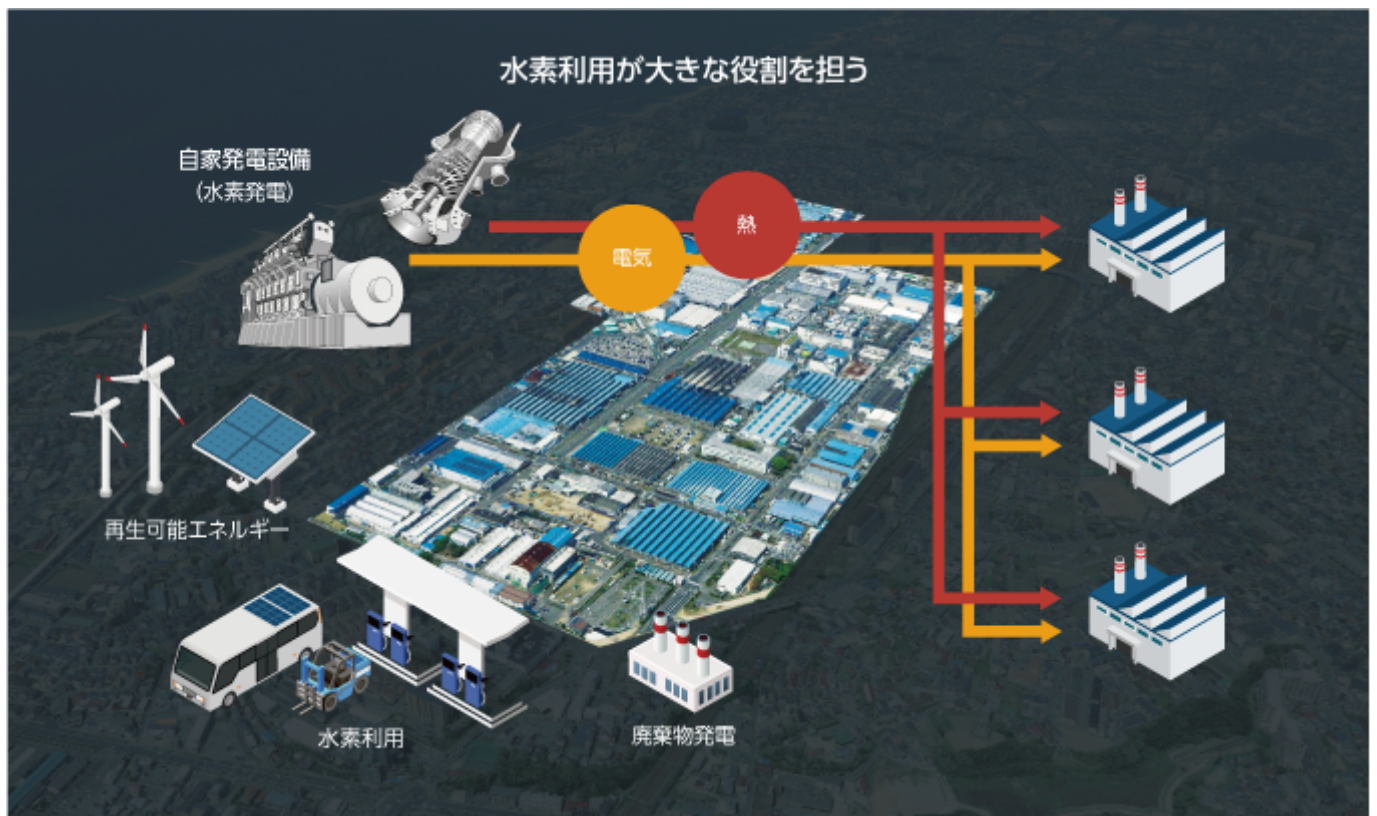 水素利用が大きな役割を担う
自家発電設備
(水素発電)
熱
電気
再生可能エネルギー
水素利用
廃棄物発電